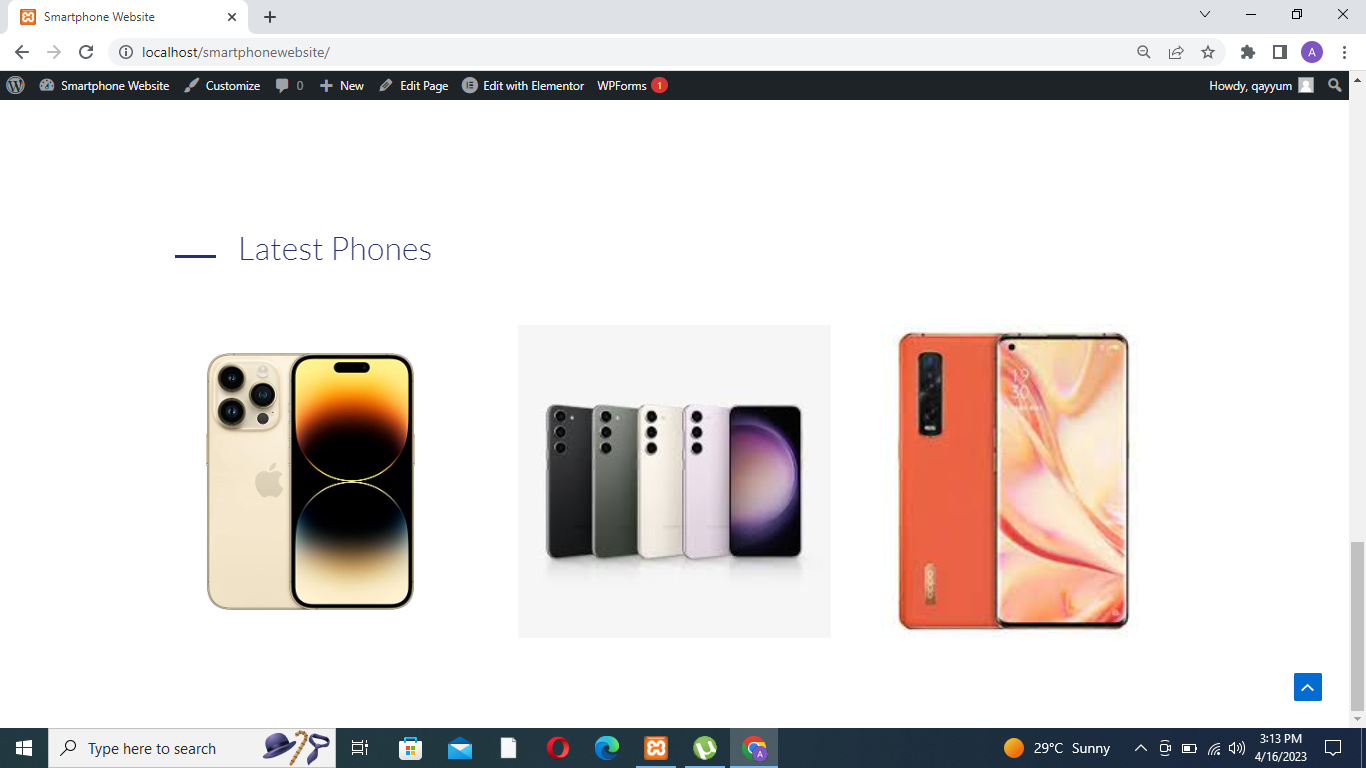 Smartphone Website
localhost/smartphonewebsite/
A
Smartphone Website Customize 0 New Edit Page Edit with Elementor WPForms 1 Howdy, qayyum
Latest Phones
19
30
oppo
Type here to search
A
29°C Sunny
3:13 PM
4/16/2023